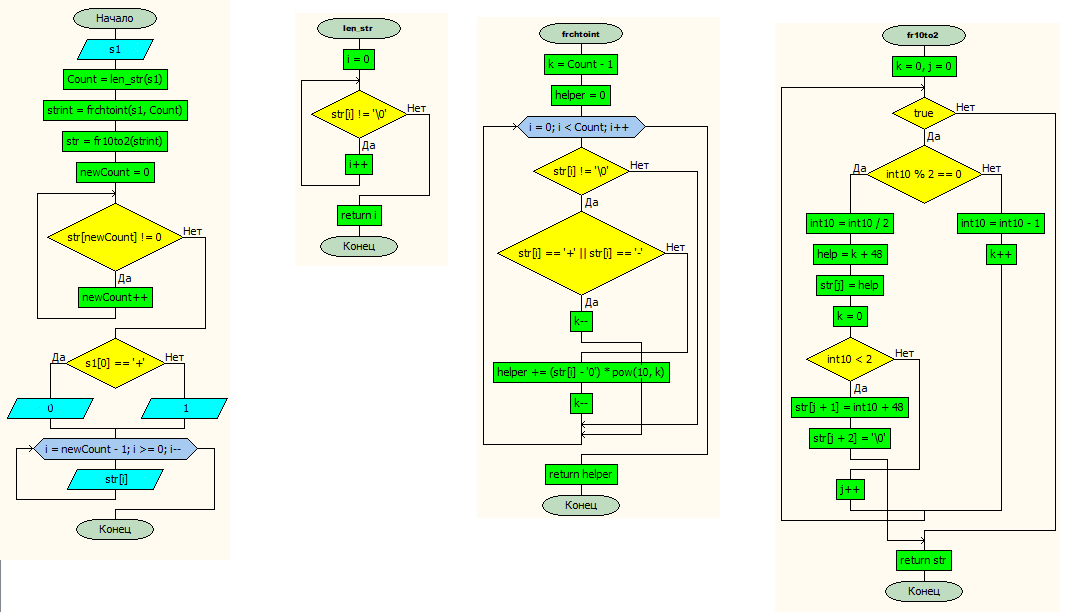 Начало
s1
Count = len_str(s1)
strint = frchtoint(s1, Count)
str = fr10to2(strint)
newCount = 0
str[newCount] != 0
Нет
Да
newCount++
Да
s1[0] == '+'
Нет
0
1
i = newCount - 1; i >= 0; i--
str[i]
Конец
len_str
i = 0
str[i] != '\0'
Нет
Да
i++
return i
Конец
frchtoint
k = Count - 1
helper = 0
i = 0; i < Count; i++
str[i] != '\0'
Нет
Да
str[i] == '+' || str[i] == '-'
Нет
Да
k--
helper += (str[i] - '0') * pow(10, k)
k--
return helper
Конец
fr10to2
k = 0, j = 0
true
Нет
Да
Да
int10 % 2 == 0
Нет
int10 = int10 / 2
int10 = int10 - 1
help = k + 48
k++
str[j] = help
k = 0
int10 < 2
Нет
Да
str[j + 1] = int10 + 48
str[j + 2] = '\0'
j++
return str
Конец